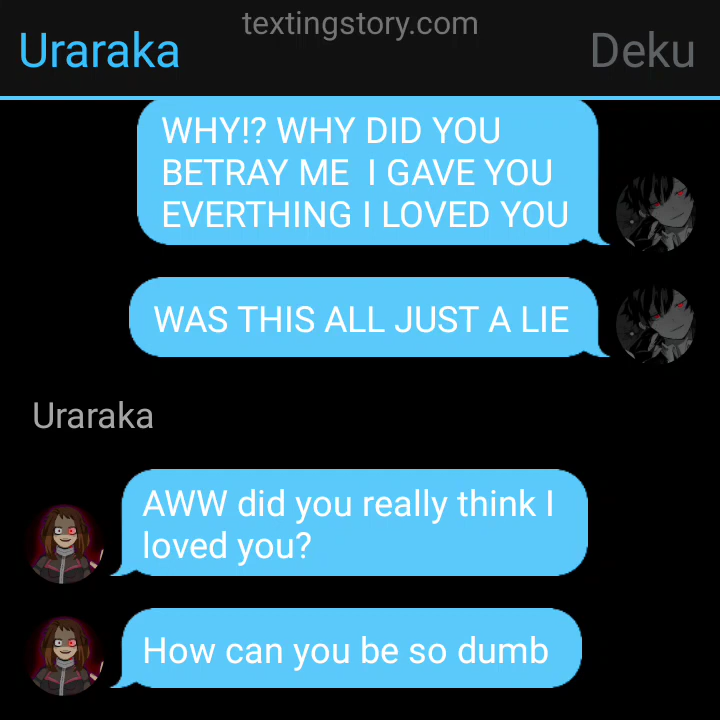 textingstory.com
Uraraka
Deku
WHY!? WHY DID YOU
BETRAY ME I GAVE YOU
EVERTHING I LOVED YOU
WAS THIS ALL JUST A LIE
Uraraka
AWW did you really think I
loved you?
How can you be so dumb